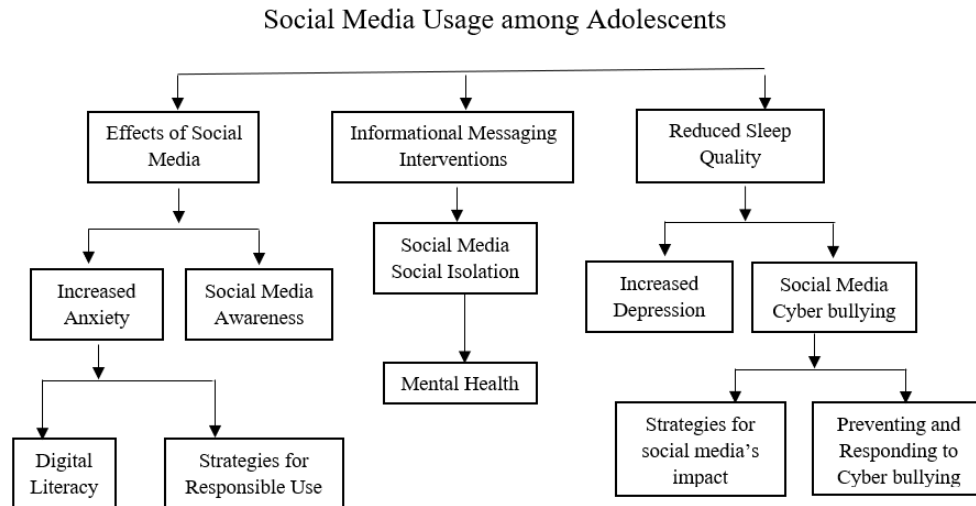 Social Media Usage among Adolescents
Effects of Social
Media
Informational Messaging
Interventions
Reduced Sleep
Quality
Increased
Anxiety
Social Media
Awareness
Social Media
Social Isolation
Increased
Depression
Social Media
Cyber bullying
Mental Health
Digital
Literacy
Strategies for
Responsible Use
Strategies for
social media’s
impact
Preventing and
Responding to
Cyber bullying